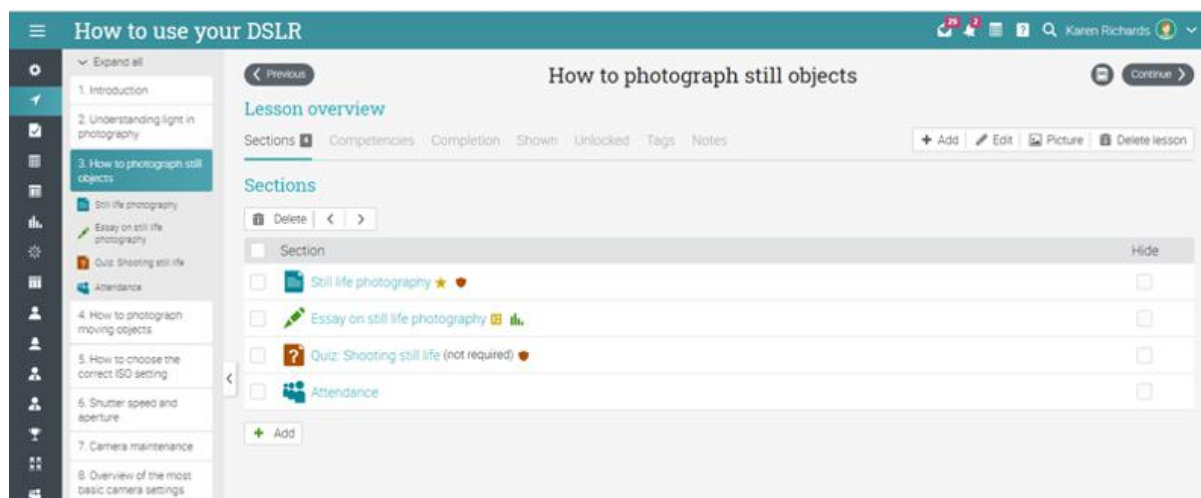 How to use your DSLR
25
2
?
Karen Richards
Expand all
1. Introduction
2. Understanding light in
photography
3. How to photograph still
objects
Still life photography
Essay on still life
photography
Quiz: Shooting still life
Attendance
4. How to photograph
moving objects
5. How to choose the
correct ISO setting
6. Shutter speed and
aperture
7. Camera maintenance
8. Overview of the most
basic camera settings
Previous
How to photograph still objects
Continue
Lesson overview
Sections 4 Competencies Completion Shown Unlocked Tags Notes
Add Edit Picture Delete lesson
Sections
Delete
Section Hide
Still life photography
Essay on still life photography
? Quiz: Shooting still life (not required)
Attendance
+ Add